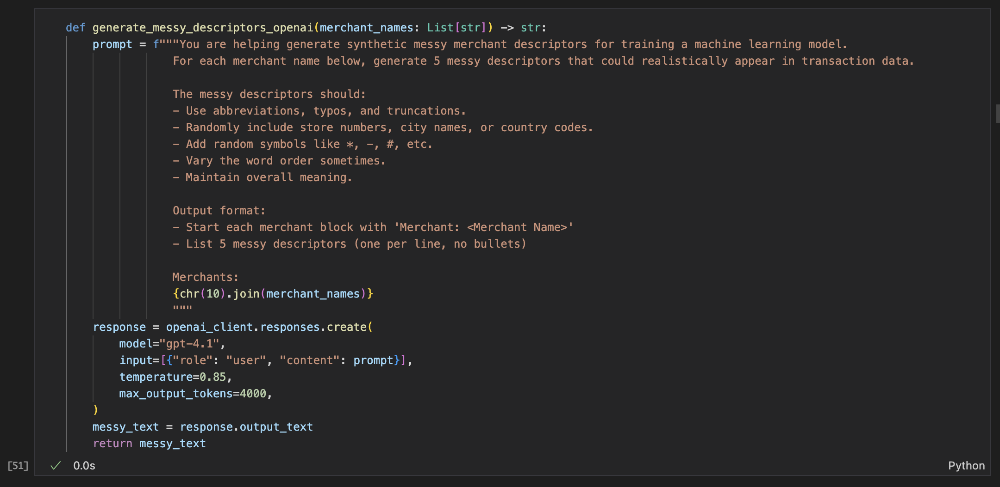 def generate_messy_descriptors_openai(merchant_names: List[str]) -> str:
    prompt = f"""You are helping generate synthetic messy merchant descriptors for training a machine learning model.
                For each merchant name below, generate 5 messy descriptors that could realistically appear in transaction data.

                The messy descriptors should:
                - Use abbreviations, typos, and truncations.
                - Randomly include store numbers, city names, or country codes.
                - Add random symbols like *, -, #, etc.
                - Vary the word order sometimes.
                - Maintain overall meaning.

                Output format:
                - Start each merchant block with 'Merchant: <Merchant Name>'
                - List 5 messy descriptors (one per line, no bullets)

                Merchants:
                {chr(10).join(merchant_names)}
                """
    response = openai_client.responses.create(
        model="gpt-4.1",
        input=[{"role": "user", "content": prompt}],
        temperature=0.85,
        max_output_tokens=4000,
    )
    messy_text = response.output_text
    return messy_text
[51] ✓ 0.0s Python